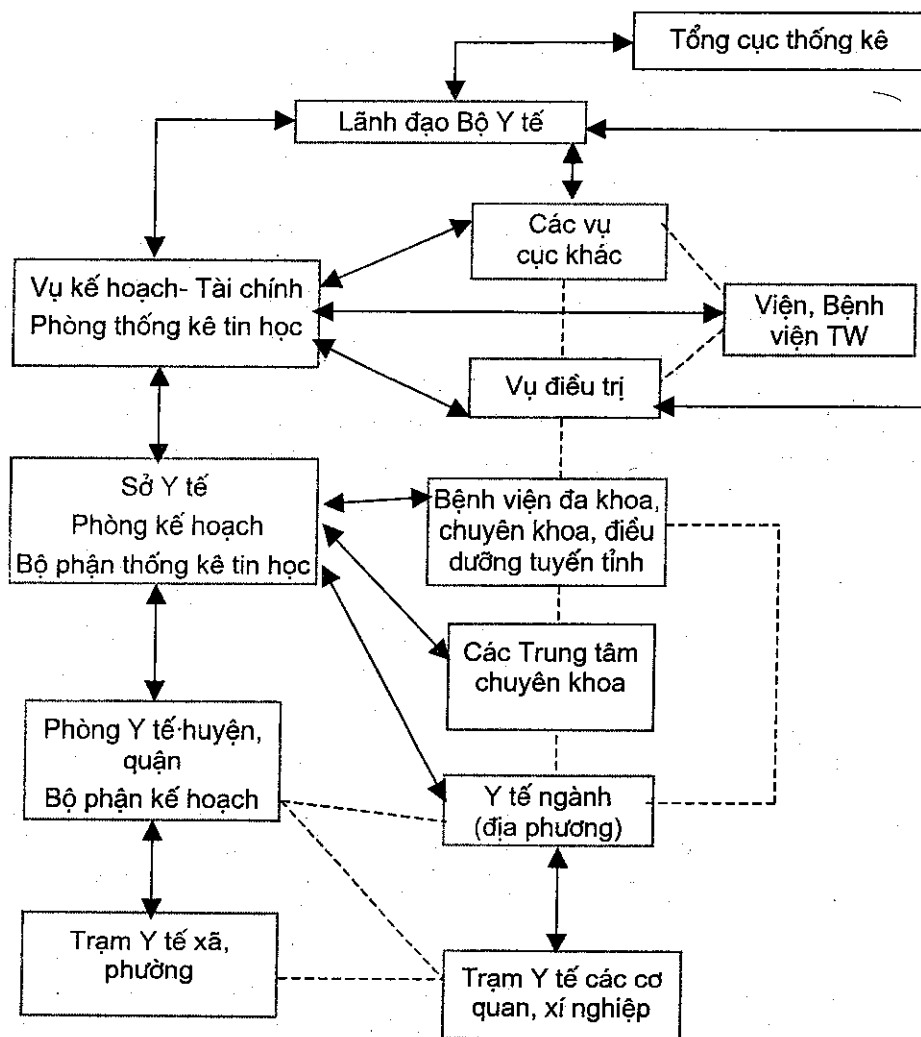 Tổng cục thống kê
Lãnh đạo Bộ Y tế
Các vụ
cục khác
Vụ kế hoạch- Tài chính
Phòng thống kê tin học
Viện, Bệnh
viện TW
Vụ điều trị
Sở Y tế
Phòng kế hoạch
Bộ phận thống kê tin học
Bệnh viện đa khoa,
chuyên khoa, điều
dưỡng tuyến tỉnh
Các Trung tâm
chuyên khoa
Phòng Y tế huyện,
quận
Bộ phận kế hoạch
Y tế ngành
(địa phương)
Trạm Y tế xã,
phường
Trạm Y tế các cơ
quan, xí nghiệp